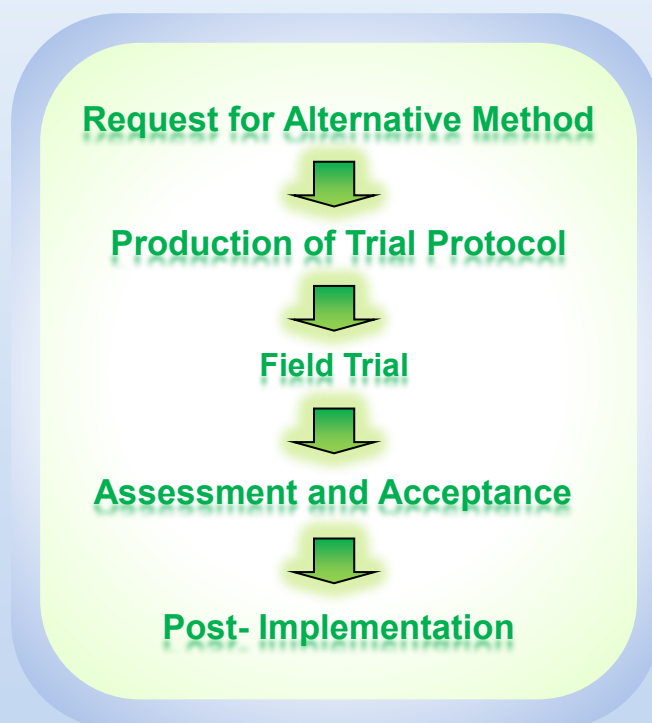 Request for Alternative Method
Production of Trial Protocol
Field Trial
Assessment and Acceptance
Post- Implementation